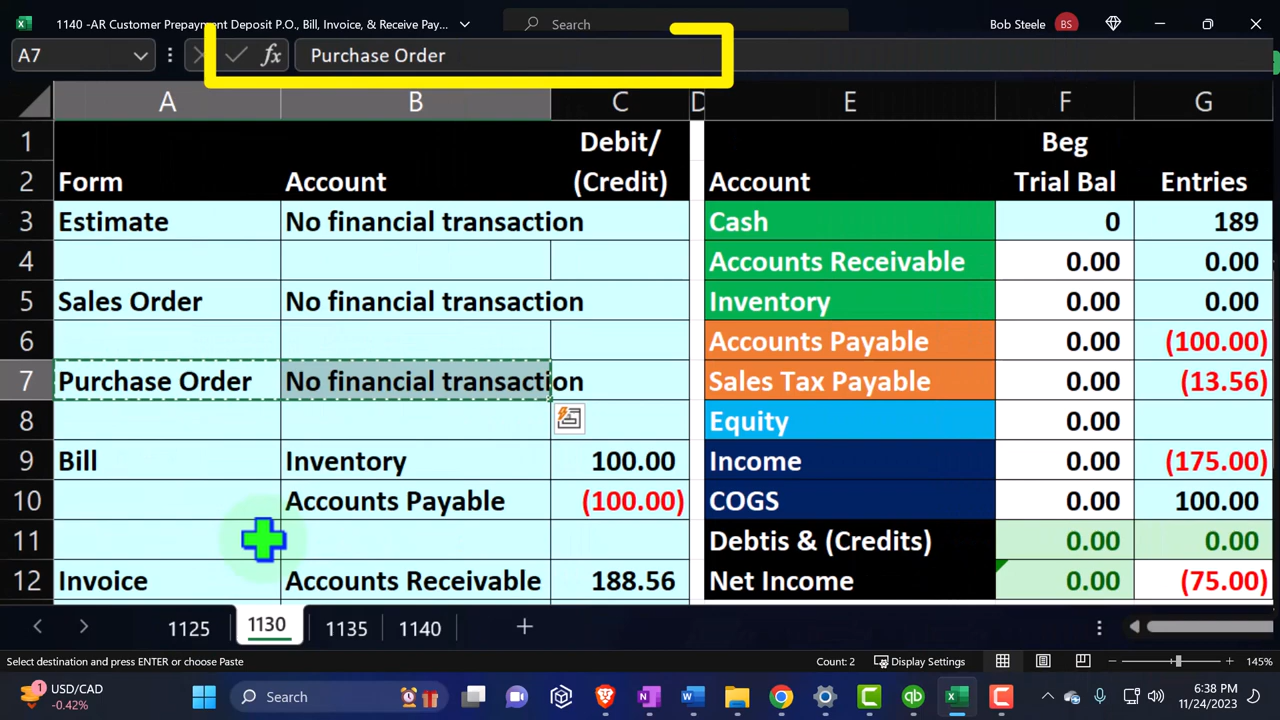 1140 -AR Customer Prepayment Deposit P.O., Bill, Invoice, & Receive Pay...
Search
Bob Steele BS
A7 fx Purchase Order
A B C D E F G
1 Debit/ Beg
2 Form Account (Credit) Account Trial Bal Entries
3 Estimate No financial transaction Cash 0 189
4 Accounts Receivable 0.00 0.00
5 Sales Order No financial transaction Inventory 0.00 0.00
6 Accounts Payable 0.00 (100.00)
7 Purchase Order No financial transaction Sales Tax Payable 0.00 (13.56)
8 Equity 0.00
9 Bill Inventory 100.00 Income 0.00 (175.00)
10 Accounts Payable (100.00) COGS 0.00 100.00
11 Debtis & (Credits) 0.00 0.00
12 Invoice Accounts Receivable 188.56 Net Income 0.00 (75.00)
1125 1130 1135 1140
Select destination and press ENTER or choose Paste Count: 2 Display Settings 145%
1 USD/CAD
-0.42%
Search
6:38 PM
11/24/2023